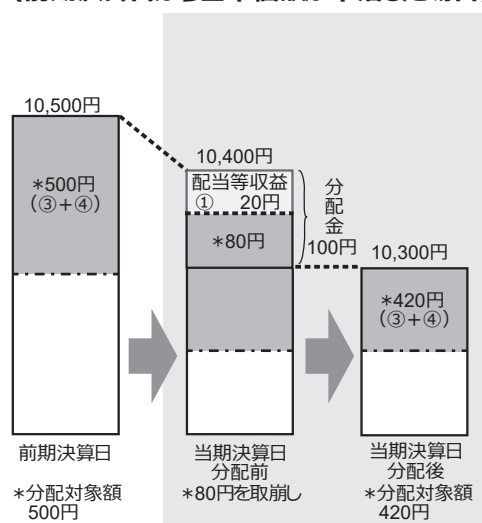 10,500円
*500円
(③+④)
10,400円
配当等収益
① 20円
*80円
分配金
100円
10,300円
*420円
(③+④)
前期決算日
*分配対象額
500円
当期決算日
分配前
*80円を取崩し
当期決算日
分配後
*分配対象額
420円